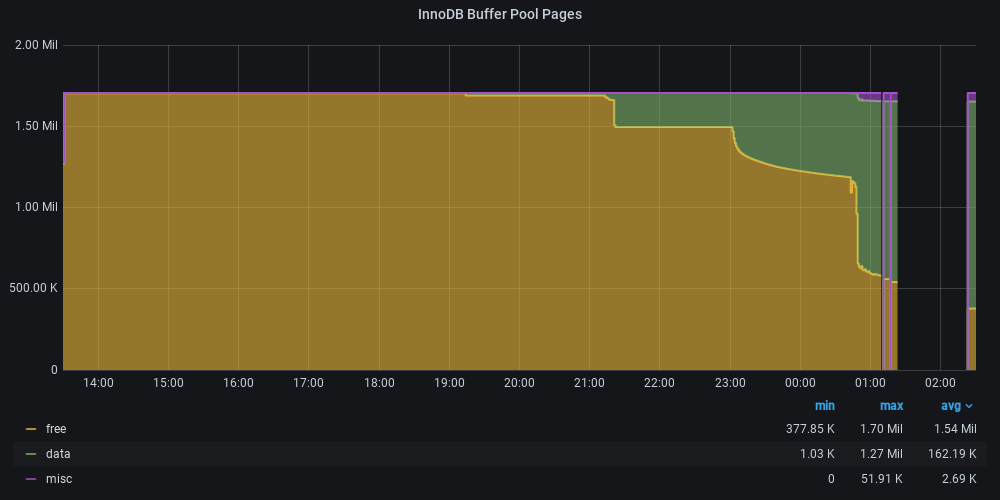 InnoDB Buffer Pool Pages
2.00 Mil
1.50 Mil
1.00 Mil
500.00 K
0
14:00 15:00 16:00 17:00 18:00 19:00 20:00 21:00 22:00 23:00 00:00 01:00 02:00
min max avg
free 377.85 K 1.70 Mil 1.54 Mil
data 1.03 K 1.27 Mil 162.19 K
misc 0 51.91 K 2.69 K